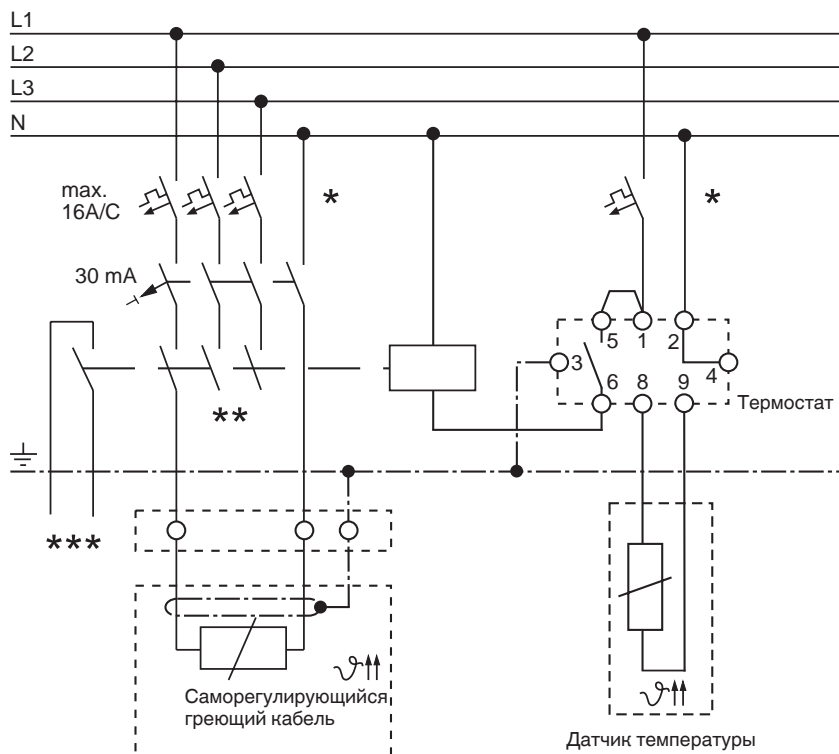 L1
L2
L3
N
max.
16A/C
*
*
30 mA
5 1 2
3
4
6 8 9
Термостат
**
***
ϑ
Саморегулирующийся
греющий кабель
ϑ
Датчик температуры